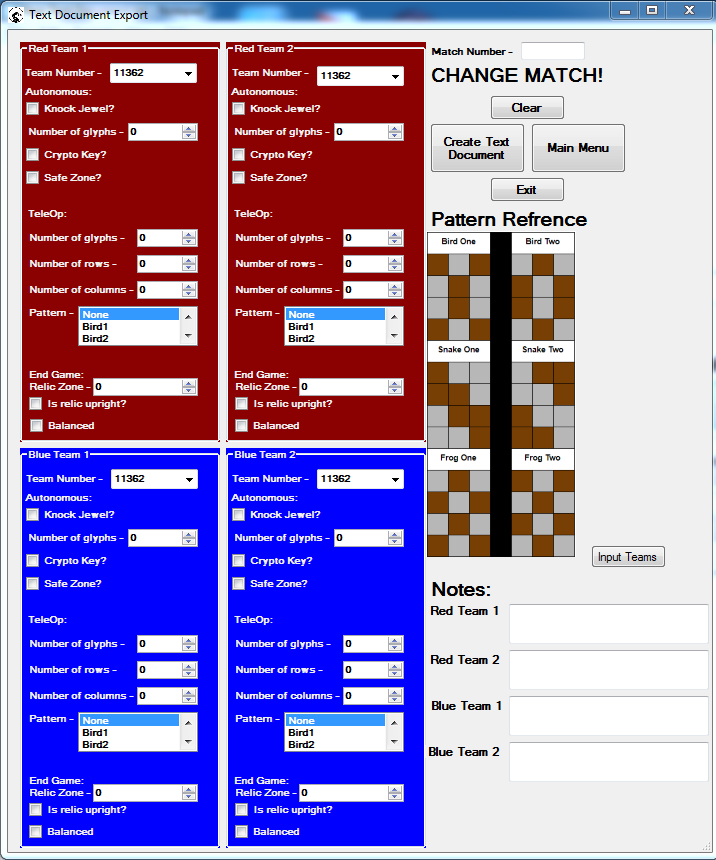 Text Document Export
Red Team 1
Team Number - 11362
Autonomous:
Knock Jewel?
Number of glyphs - 0
Crypto Key?
Safe Zone?
TeleOp:
Number of glyphs - 0
Number of rows - 0
Number of columns - 0
Pattern - None
Bird1
Bird2
End Game:
Relic Zone - 0
Is relic upright?
Balanced
Red Team 2
Team Number - 11362
Autonomous:
Knock Jewel?
Number of glyphs - 0
Crypto Key?
Safe Zone?
TeleOp:
Number of glyphs - 0
Number of rows - 0
Number of columns - 0
Pattern - None
Bird1
Bird2
End Game:
Relic Zone - 0
Is relic upright?
Balanced
Blue Team 1
Team Number - 11362
Autonomous:
Knock Jewel?
Number of glyphs - 0
Crypto Key?
Safe Zone?
TeleOp:
Number of glyphs - 0
Number of rows - 0
Number of columns - 0
Pattern - None
Bird1
Bird2
End Game:
Relic Zone - 0
Is relic upright?
Balanced
Blue Team 2
Team Number - 11362
Autonomous:
Knock Jewel?
Number of glyphs - 0
Crypto Key?
Safe Zone?
TeleOp:
Number of glyphs - 0
Number of rows - 0
Number of columns - 0
Pattern - None
Bird1
Bird2
End Game:
Relic Zone - 0
Is relic upright?
Balanced
Match Number -
CHANGE MATCH!
Clear
Create Text
Document
Main Menu
Exit
Pattern Refrence
Bird One
Bird Two
Snake One
Snake Two
Frog One
Frog Two
Input Teams
Notes:
Red Team 1
Red Team 2
Blue Team 1
Blue Team 2